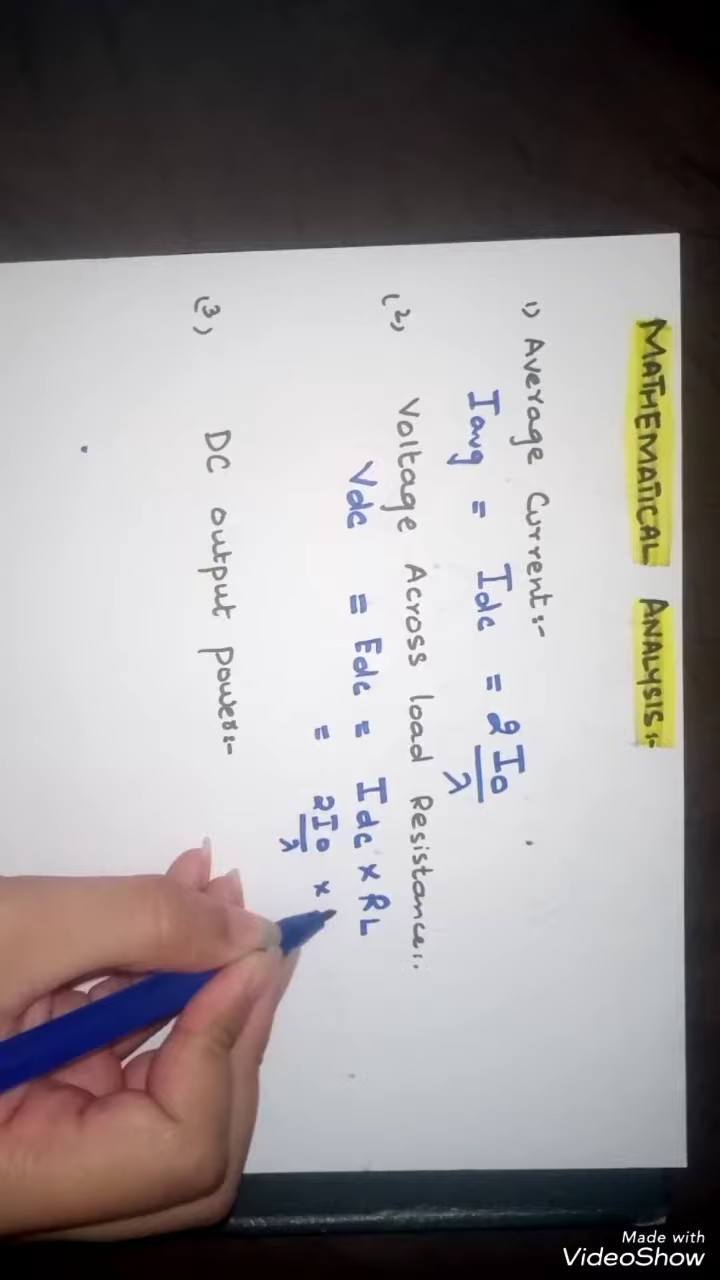 MATHEMATICAL ANALYSIS:-
1) Average Current:-
Iavg = Idc = 2I0/λ
(2) Voltage Across load Resistance:.
Vdc = Edc = Idc × RL
= 2I0/λ ×
(3) DC output power:-
Made with
VideoShow